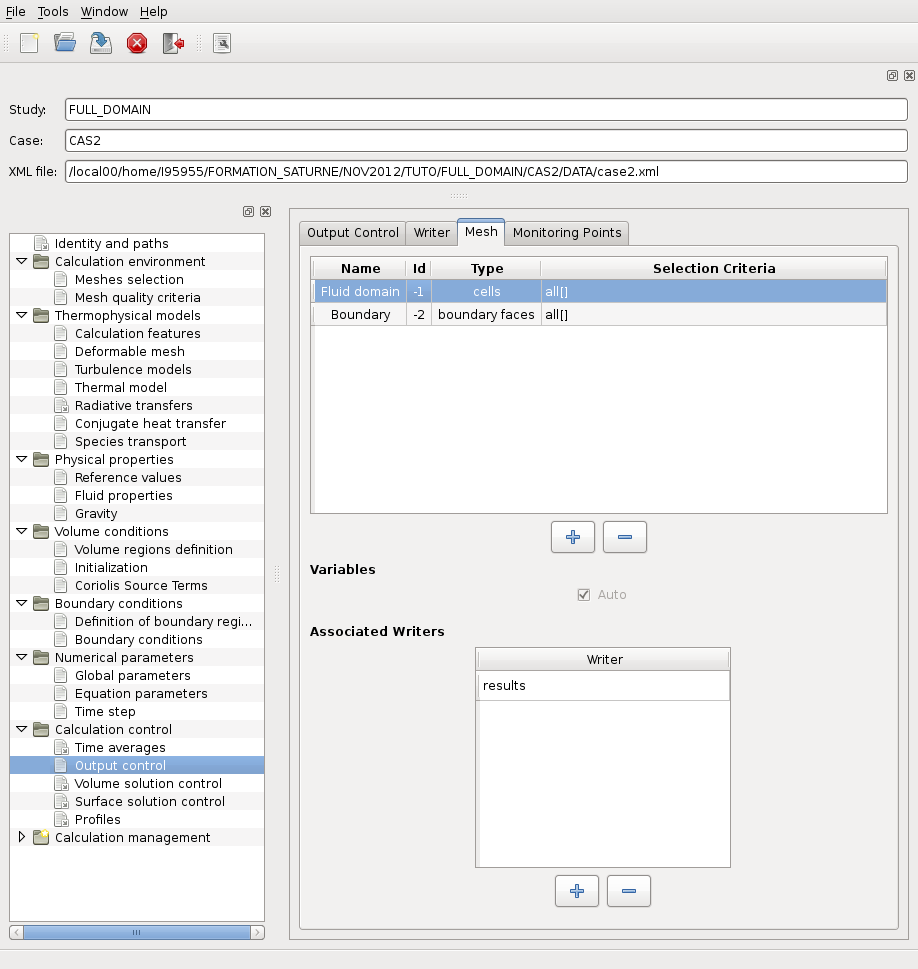 File Tools Window Help
Study: FULL_DOMAIN
Case: CAS2
XML file: /local00/home/I95955/FORMATION_SATURNE/NOV2012/TUTO/FULL_DOMAIN/CAS2/DATA/case2.xml
Identity and paths
Calculation environment
Meshes selection
Mesh quality criteria
Thermophysical models
Calculation features
Deformable mesh
Turbulence models
Thermal model
Radiative transfers
Conjugate heat transfer
Species transport
Physical properties
Reference values
Fluid properties
Gravity
Volume conditions
Volume regions definition
Initialization
Coriolis Source Terms
Boundary conditions
Definition of boundary regi...
Boundary conditions
Numerical parameters
Global parameters
Equation parameters
Time step
Calculation control
Time averages
Output control
Volume solution control
Surface solution control
Profiles
Calculation management
Output Control Writer Mesh Monitoring Points
Name Id Type Selection Criteria
Fluid domain -1 cells all[]
Boundary -2 boundary faces all[]
Variables
Auto
Associated Writers
Writer
results